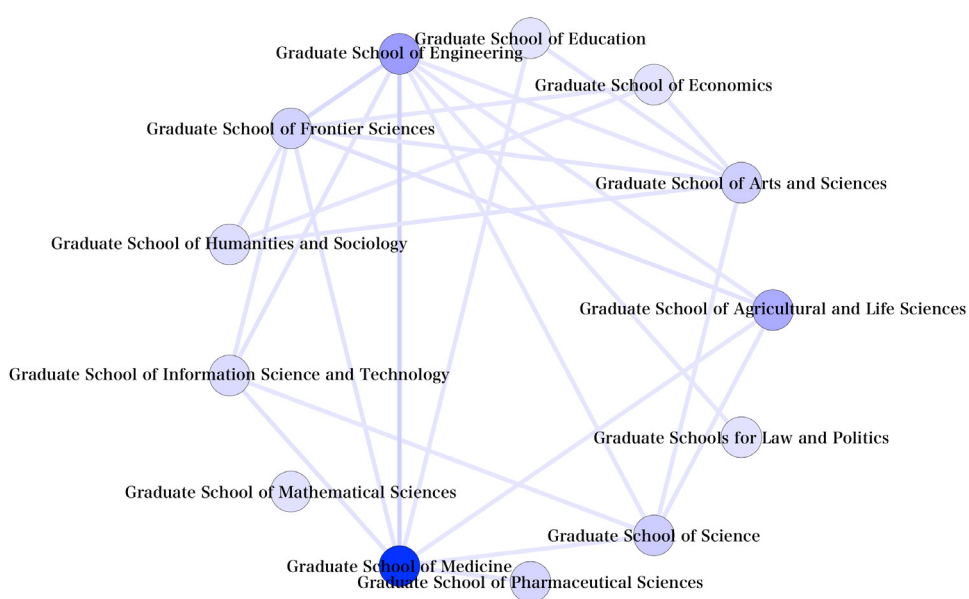 Graduate School of Education
Graduate School of Engineering
Graduate School of Economics
Graduate School of Frontier Sciences
Graduate School of Arts and Sciences
Graduate School of Humanities and Sociology
Graduate School of Agricultural and Life Sciences
Graduate School of Information Science and Technology
Graduate Schools for Law and Politics
Graduate School of Mathematical Sciences
Graduate School of Science
Graduate School of Medicine
Graduate School of Pharmaceutical Sciences